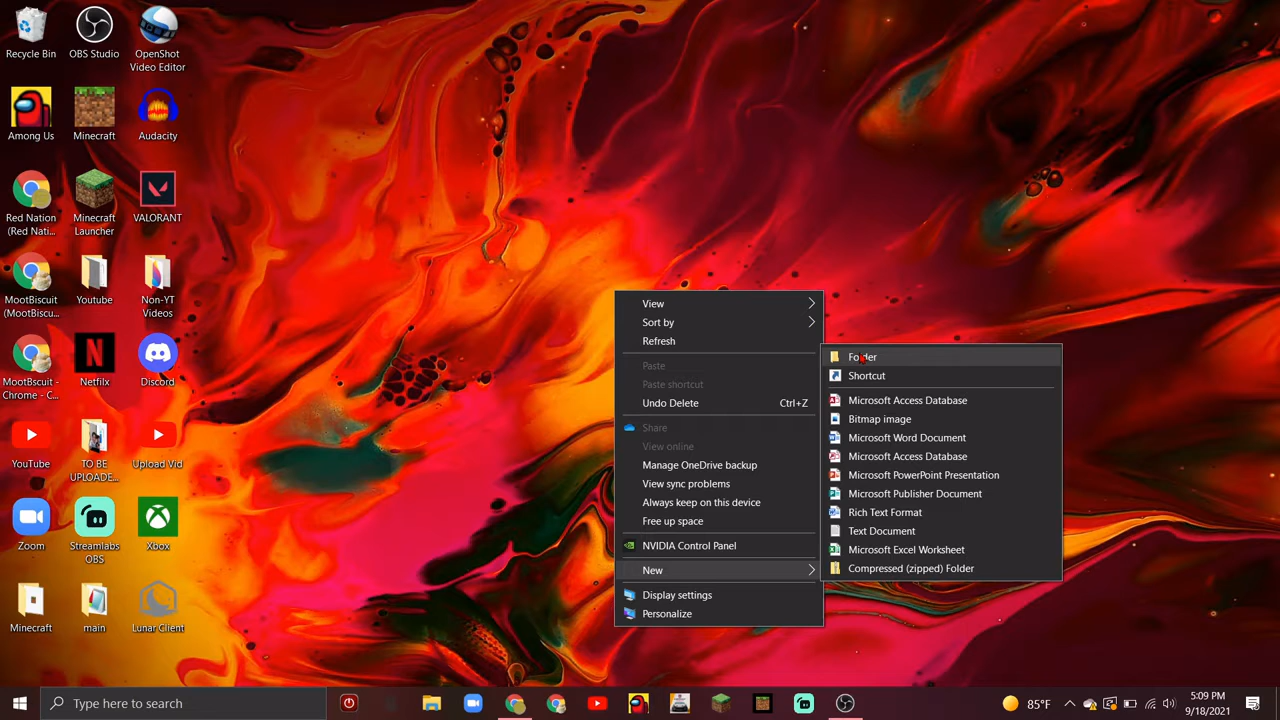 Recycle Bin
OBS Studio
OpenShot
Video Editor
Among Us
Minecraft
Audacity
Red Nation
(Red Nati...
Minecraft
Launcher
VALORANT
MootBiscuit
(MootBiscu...
Youtube
Non-YT
Videos
MootBscuit -
Chrome - C...
Netfilx
Discord
YouTube
TO BE
UPLOADE...
Upload Vid
Zoom
Streamlabs
OBS
Xbox
Minecraft
main
Lunar Client
View
Sort by
Refresh
Paste
Paste shortcut
Undo Delete Ctrl+Z
Share
View online
Manage OneDrive backup
View sync problems
Always keep on this device
Free up space
NVIDIA Control Panel
New
Display settings
Personalize
Folder
Shortcut
Microsoft Access Database
Bitmap image
Microsoft Word Document
Microsoft Access Database
Microsoft PowerPoint Presentation
Microsoft Publisher Document
Rich Text Format
Text Document
Microsoft Excel Worksheet
Compressed (zipped) Folder
Type here to search
85°F
5:09 PM
9/18/2021